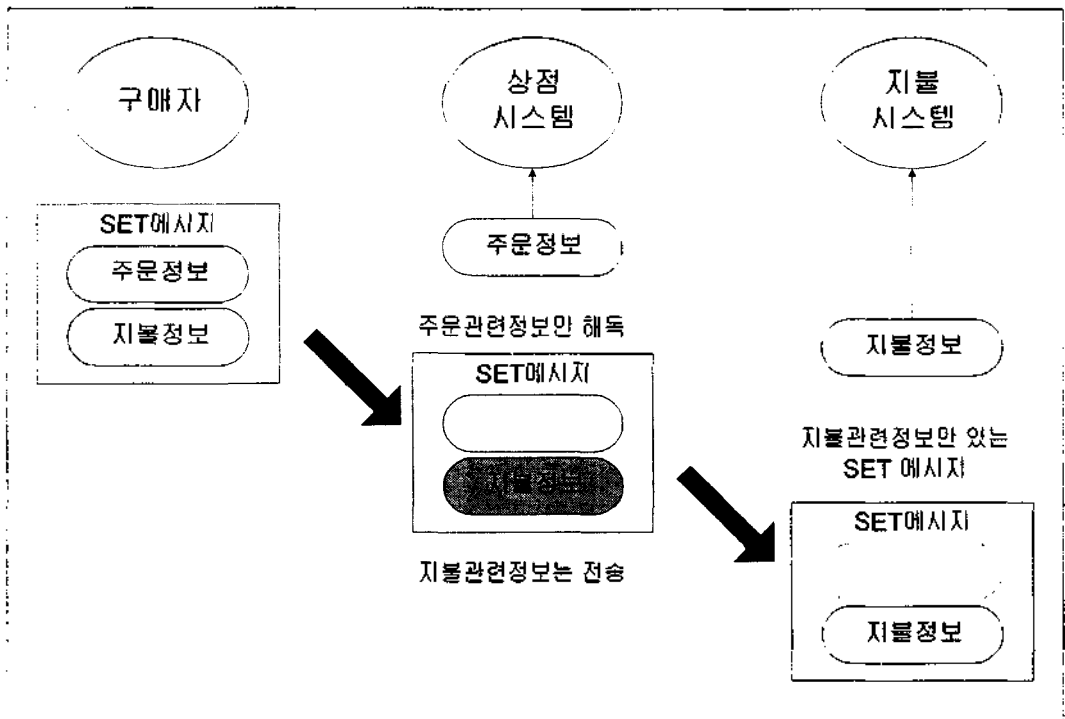 구매자
상점
시스템
지불
시스템
SET메시지
주문정보
지불정보
주문정보
주문관련정보만 해독
SET메시지
지불정보
지불관련정보는 전송
지불정보
지불관련정보만 있는
SET 메시지
SET메시지
지불정보